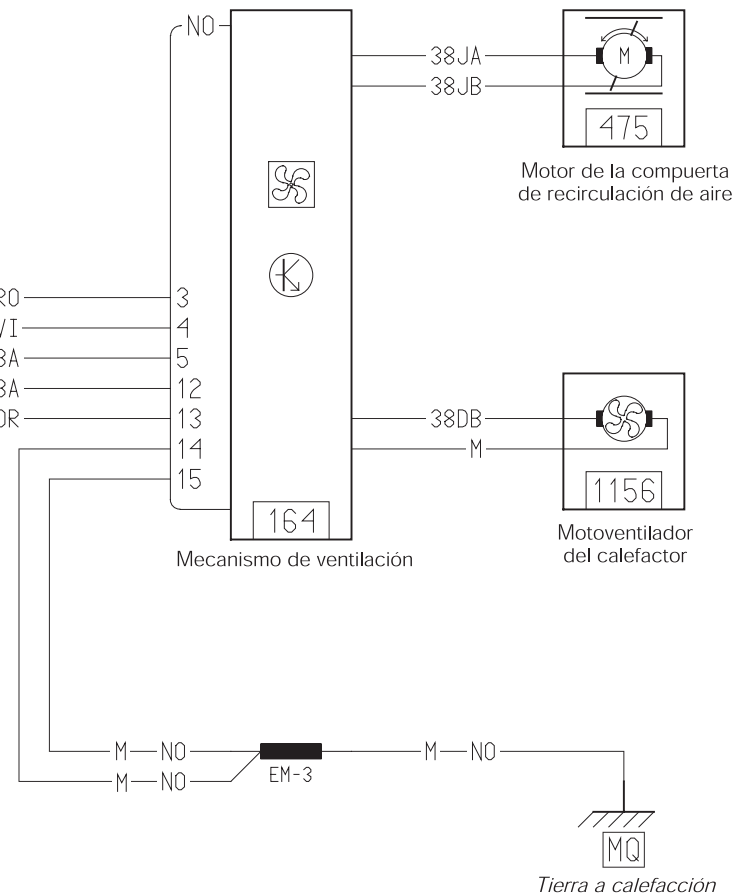 NO
38JA
38JB
M
475
Motor de la compuerta
de recirculación de aire
3
4
5
12
13
14
15
38DB
M
1156
Motoventilador
del calefactor
164
Mecanismo de ventilación
M NO
M NO
EM-3
M NO
MQ
Tierra a calefacción